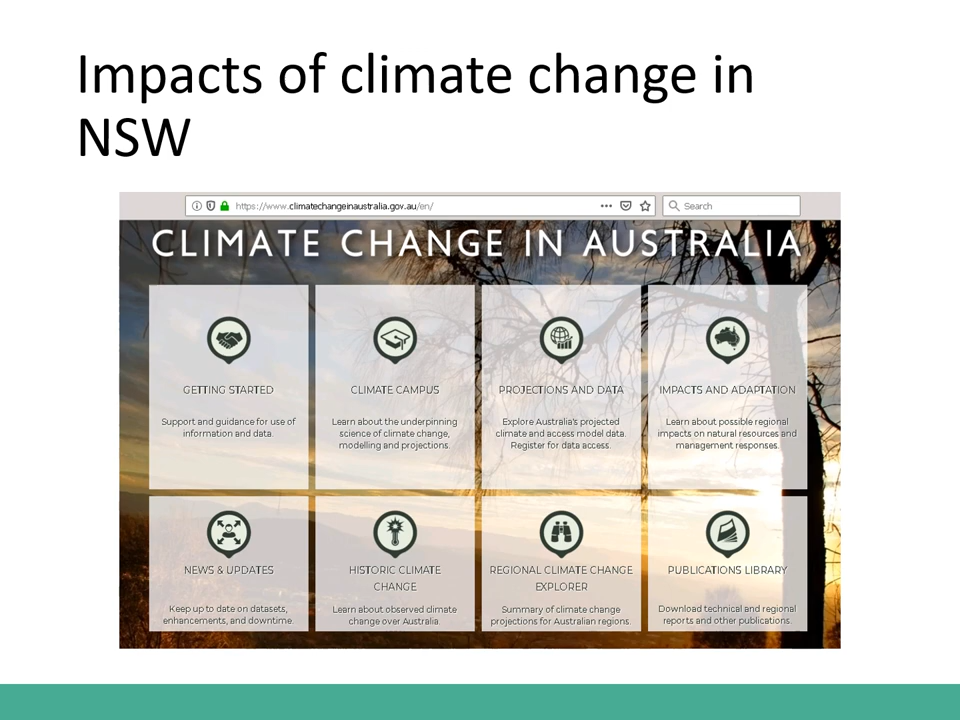 Impacts of climate change in
NSW
https://www.climatechangeinaustralia.gov.au/en/
Search
CLIMATE CHANGE IN AUSTRALIA
GETTING STARTED
Support and guidance for use of
information and data.
CLIMATE CAMPUS
Learn about the underpinning
science of climate change,
modelling and projections.
PROJECTIONS AND DATA
Explore Australia's projected
climate and access model data.
Register for data access.
IMPACTS AND ADAPTATION
Learn about possible regional
impacts on natural resources and
management responses.
NEWS & UPDATES
Keep up to date on datasets,
enhancements, and downtime.
HISTORIC CLIMATE
CHANGE
Learn about observed climate
change over Australia.
REGIONAL CLIMATE CHANGE
EXPLORER
Summary of climate change
projections for Australian regions.
PUBLICATIONS LIBRARY
Download technical and regional
reports and other publications.